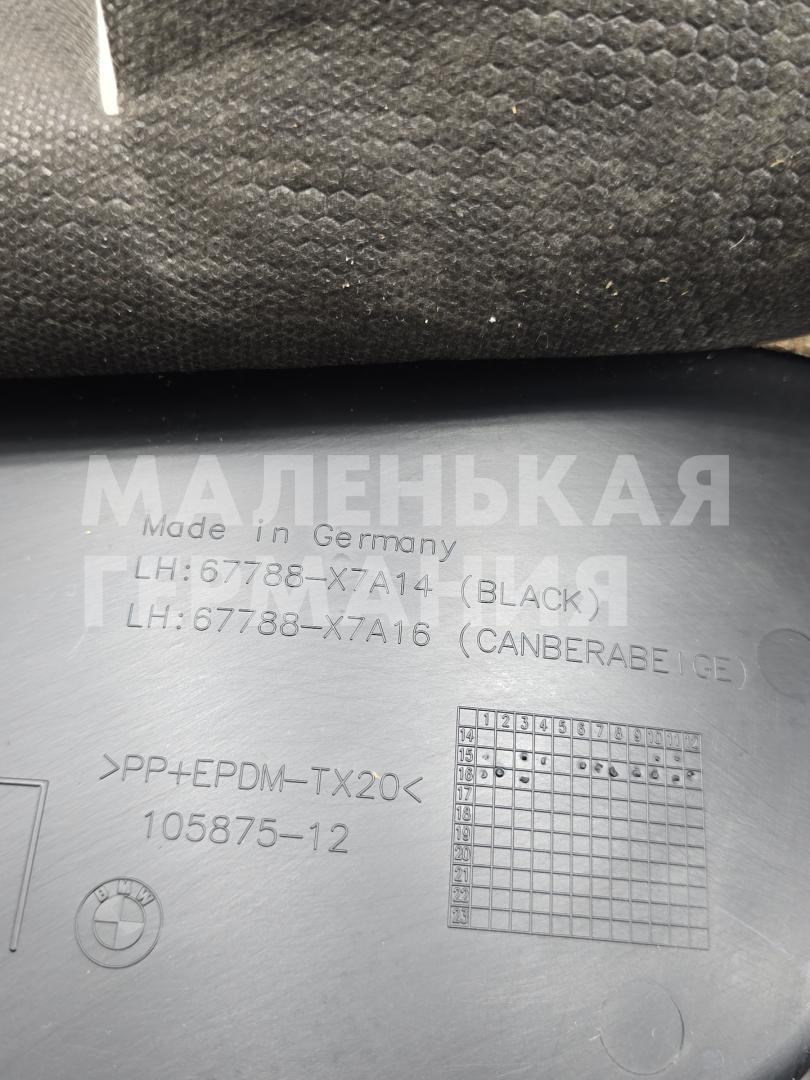 МАЛЕНЬКАЯ
ГЕРМАНИЯ
Made in Germany
LH:67788-X7A14 (BLACK)
LH:67788-X7A16 (CANBERABEIGE)
>PP+EPDM-TX20<
105875-12
BMW
1 2 3 4 5 6 7 8 9 10 11 12
14
15
16
17
18
19
20
21
22
23